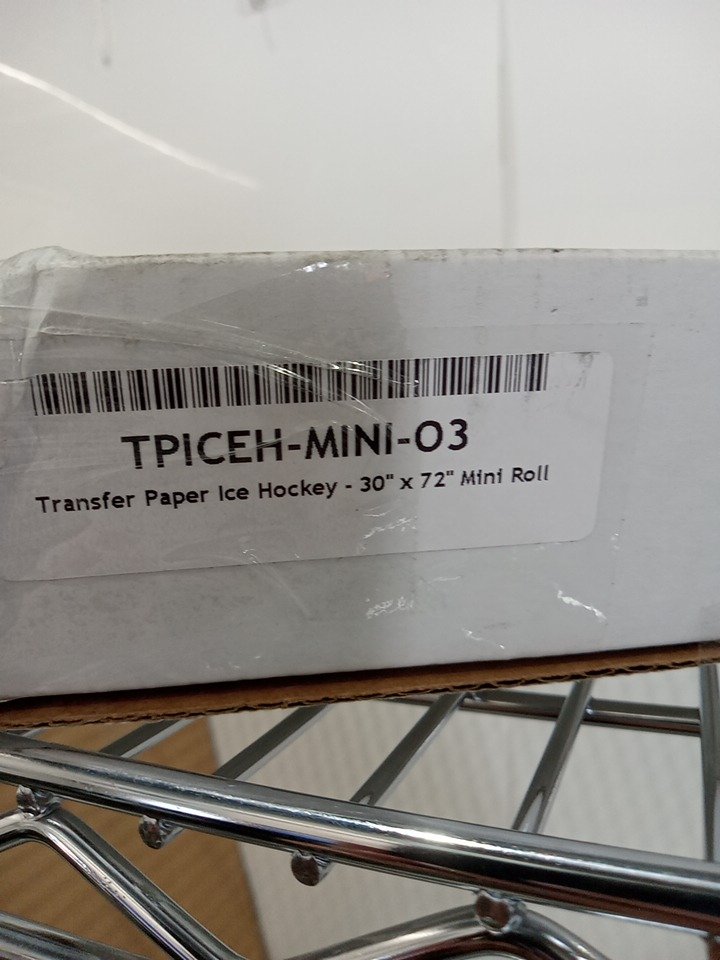 TPICEH-MINI-03
Transfer Paper Ice Hockey - 30" x 72" Mini Roll